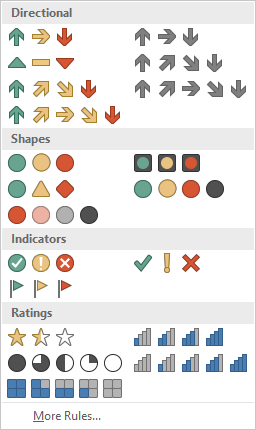 Directional
Shapes
Indicators
Ratings
More Rules...